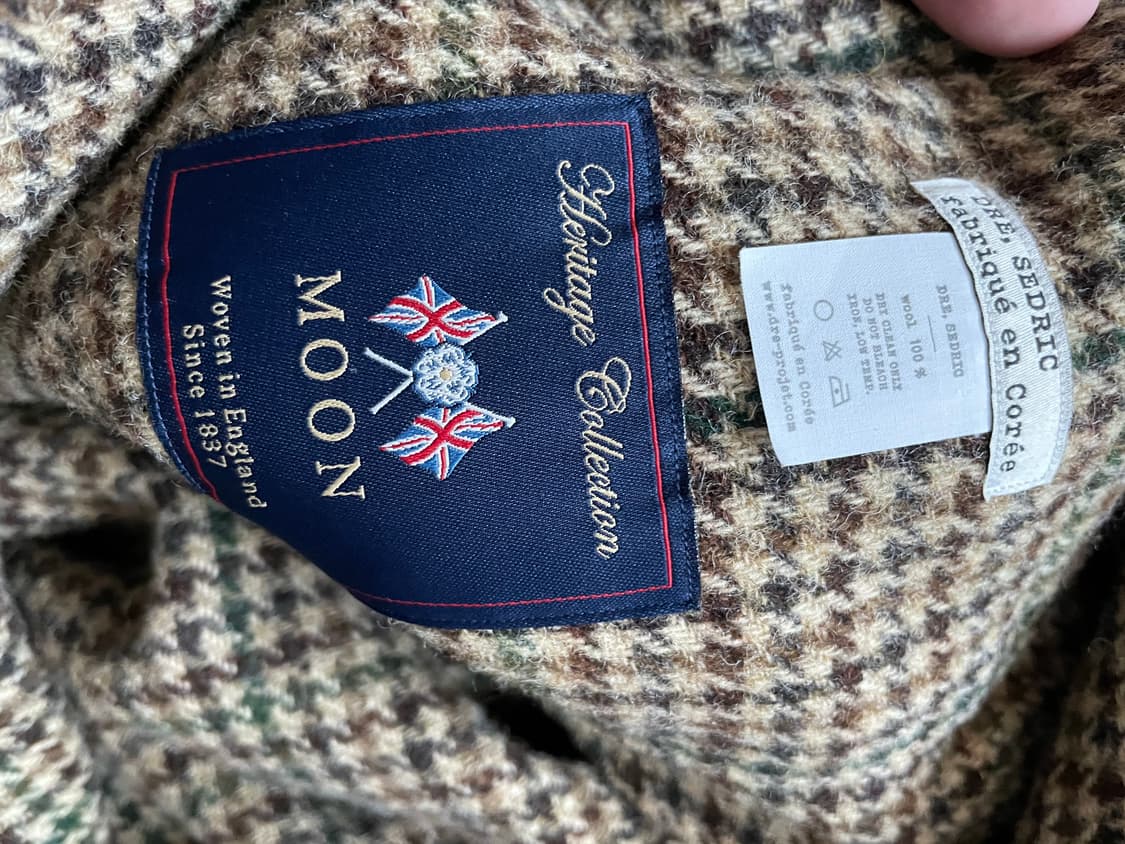 Heritage Collection
MOON
Woven in England
Since 1837
DRE, SEDRIC
fabriqué en Corée
DRE, SEDRIC
wool 100 %
DRY CLEAN ONLY
DO NOT BLEACH
IRON, LOW TEMP.
fabriqué en Corée
www.dre-projet.com